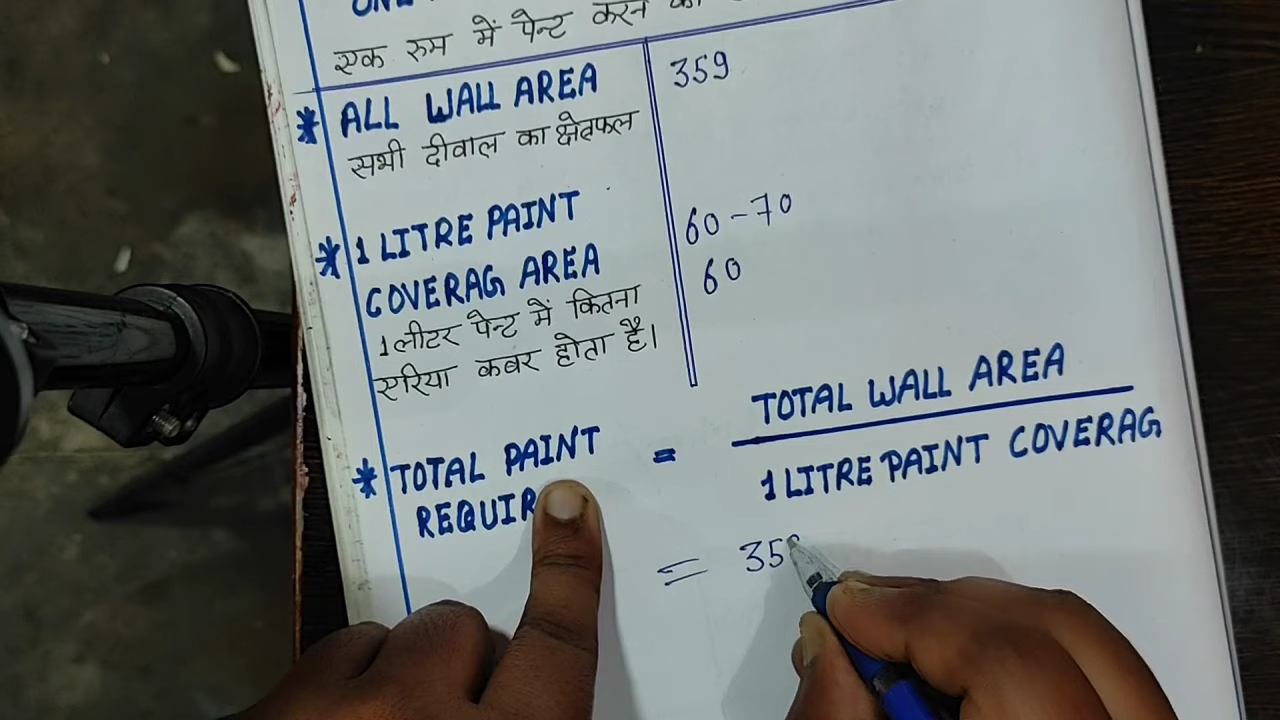 एक रूम में पेन्ट करने का
* ALL WALL AREA 359
सभी दीवाल का क्षेत्रफल
* 1 LITRE PAINT 60-70
COVERAG AREA 60
1 लीटर पेन्ट में कितना
एरिया कवर होता है।
* TOTAL PAINT = TOTAL WALL AREA
REQUIR 1 LITRE PAINT COVERAG
= 359